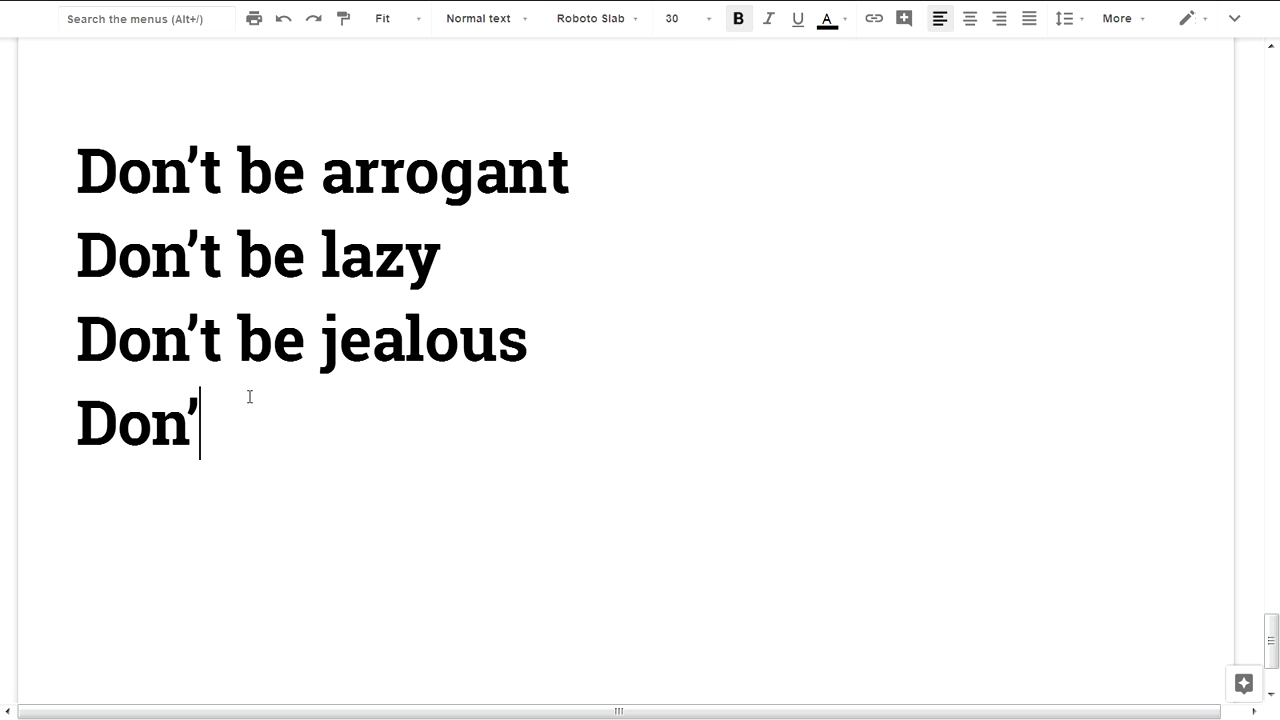 Search the menus (Alt+/) Fit Normal text Roboto Slab 30 B I U A More
Don’t be arrogant
Don’t be lazy
Don’t be jealous
Don’